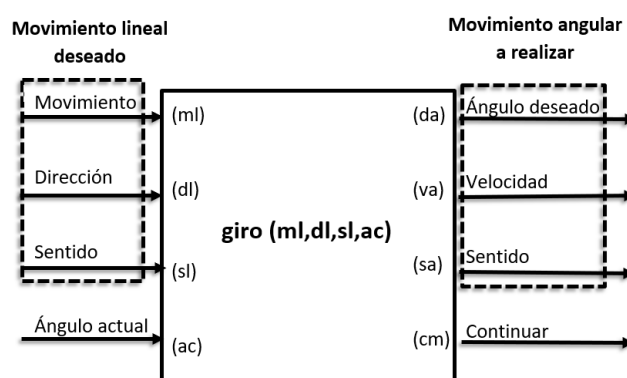 Movimiento lineal
deseado
Movimiento angular
a realizar
Movimiento
(ml)
(da)
Ángulo deseado
Dirección
(dl)
(va)
Velocidad
giro (ml,dl,sl,ac)
Sentido
(sl)
(sa)
Sentido
Ángulo actual
(ac)
(cm)
Continuar